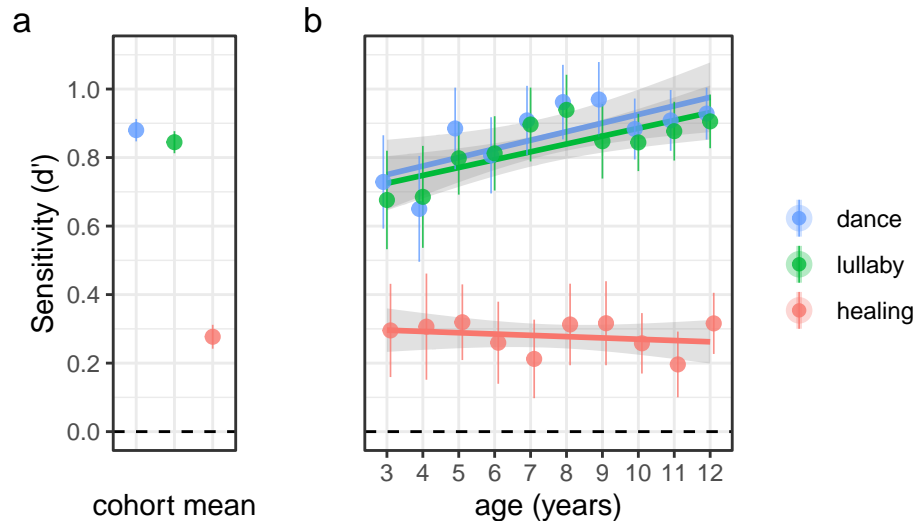 a
b
Sensitivity (d')
1.0
0.8
0.6
0.4
0.2
0.0
cohort mean
3 4 5 6 7 8 9 10 11 12
age (years)
dance
lullaby
healing